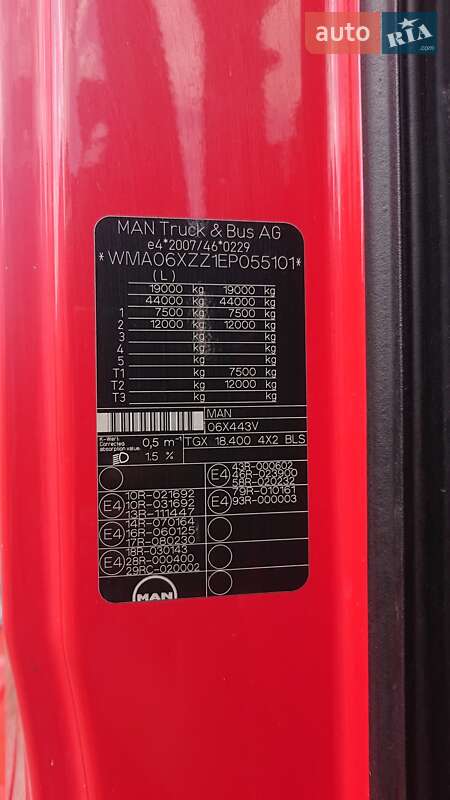 auto RIA .com
MAN Truck & Bus AG
e4*2007/46*0229
*WMA06XZZ1EP055101*
(L)
19000 kg 19000 kg
44000 kg 44000 kg
1 7500 kg 7500 kg
2 12000 kg 12000 kg
3 kg kg
4 kg kg
5 kg kg
T1 kg 7500 kg
T2 kg 12000 kg
T3 kg kg
MAN
06X443V
K-Wert
Corrected
absorption value
0,5 m⁻¹
TGX 18.400 4X2 BLS
1.5 %
E4
43R-000602
46R-023900
58R-020232
E4
10R-021692
10R-031692
13R-111447
E4
79R-010161
93R-000003
E4
14R-070164
16R-060125
17R-080230
E4
18R-030143
28R-000400
29RC-020002
MAN